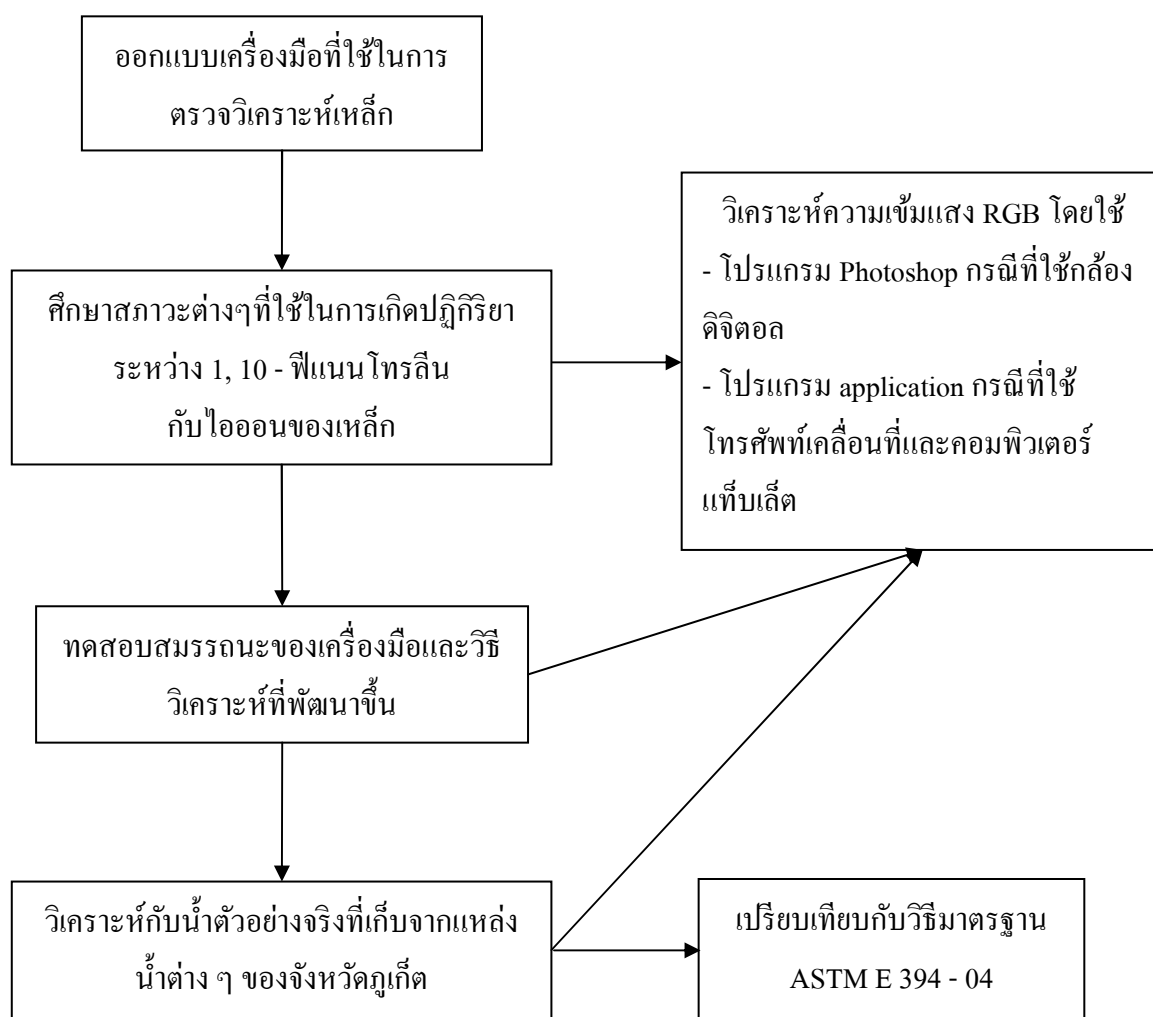 ออกแบบเครื่องมือที่ใช้ในการ
ตรวจวิเคราะห์เหล็ก
วิเคราะห์ความเข้มแสง RGB โดยใช้
- โปรแกรม Photoshop กรณีที่ใช้กล้อง
ดิจิตอล
- โปรแกรม application กรณีที่ใช้
โทรศัพท์เคลื่อนที่และคอมพิวเตอร์
แท็บเล็ต
ศึกษาสภาวะต่างๆที่ใช้ในการเกิดปฏิกิริยา
ระหว่าง 1, 10 - ฟีแนนโทรลีน
กับไอออนของเหล็ก
ทดสอบสมรรถนะของเครื่องมือและวิธี
วิเคราะห์ที่พัฒนาขึ้น
วิเคราะห์กับน้ำตัวอย่างจริงที่เก็บจากแหล่ง
น้ำต่าง ๆ ของจังหวัดภูเก็ต
เปรียบเทียบกับวิธีมาตรฐาน
ASTM E 394 - 04